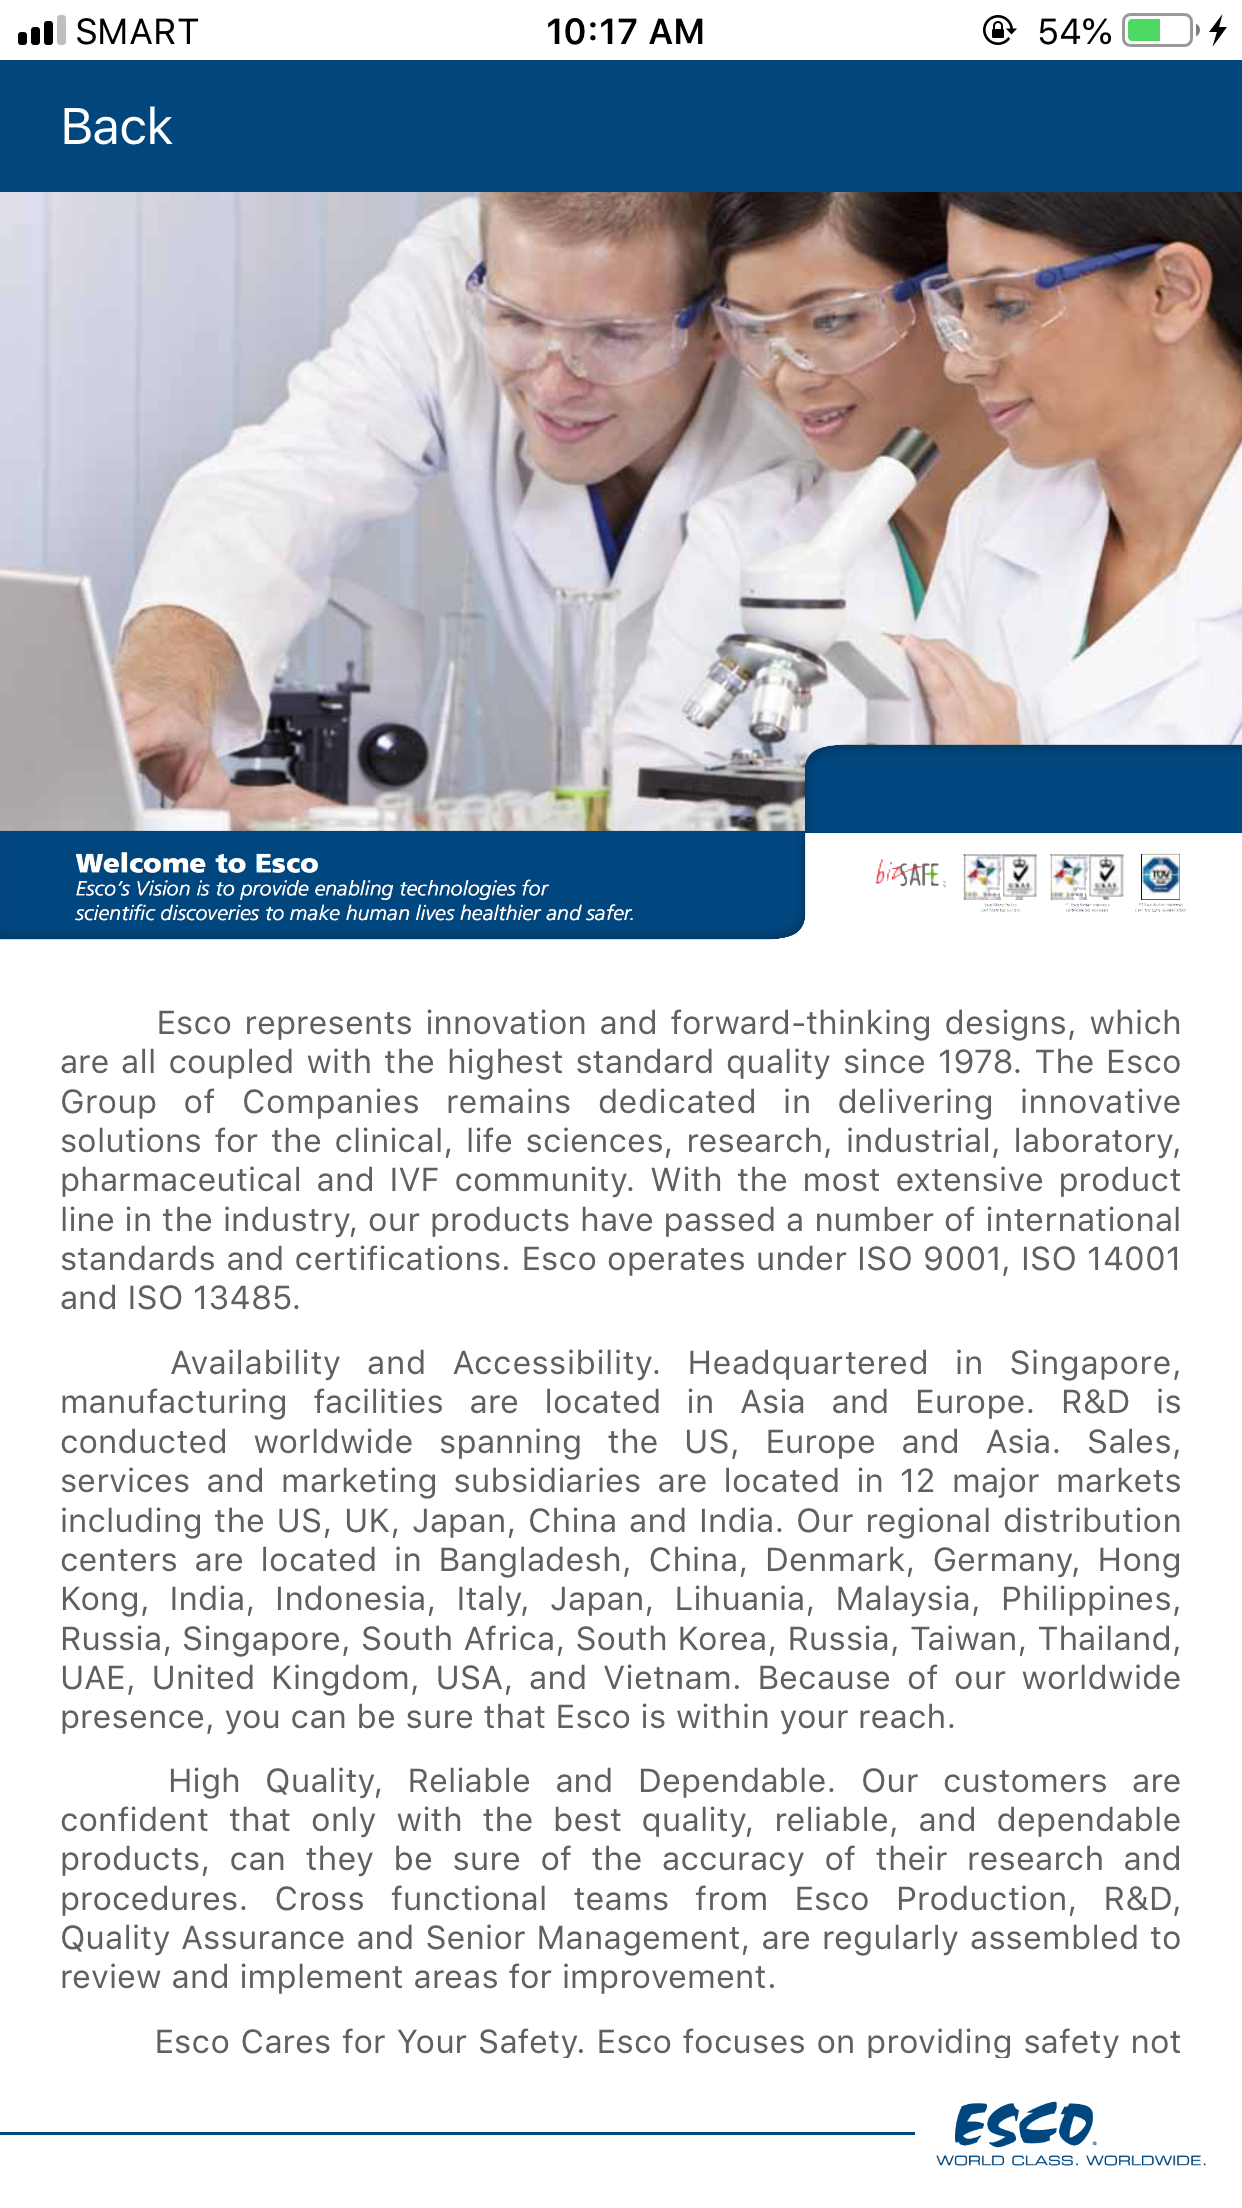 SMART 10:17 AM 54%
Back
Welcome to Esco
Esco's Vision is to provide enabling technologies for
scientific discoveries to make human lives healthier and safer.
bizSAFE
UKAS
UKAS
TÜV
Esco represents innovation and forward-thinking designs, which
are all coupled with the highest standard quality since 1978. The Esco
Group of Companies remains dedicated in delivering innovative
solutions for the clinical, life sciences, research, industrial, laboratory,
pharmaceutical and IVF community. With the most extensive product
line in the industry, our products have passed a number of international
standards and certifications. Esco operates under ISO 9001, ISO 14001
and ISO 13485.
Availability and Accessibility. Headquartered in Singapore,
manufacturing facilities are located in Asia and Europe. R&D is
conducted worldwide spanning the US, Europe and Asia. Sales,
services and marketing subsidiaries are located in 12 major markets
including the US, UK, Japan, China and India. Our regional distribution
centers are located in Bangladesh, China, Denmark, Germany, Hong
Kong, India, Indonesia, Italy, Japan, Lihuania, Malaysia, Philippines,
Russia, Singapore, South Africa, South Korea, Russia, Taiwan, Thailand,
UAE, United Kingdom, USA, and Vietnam. Because of our worldwide
presence, you can be sure that Esco is within your reach.
High Quality, Reliable and Dependable. Our customers are
confident that only with the best quality, reliable, and dependable
products, can they be sure of the accuracy of their research and
procedures. Cross functional teams from Esco Production, R&D,
Quality Assurance and Senior Management, are regularly assembled to
review and implement areas for improvement.
Esco Cares for Your Safety. Esco focuses on providing safety not
ESCO
WORLD CLASS. WORLDWIDE.